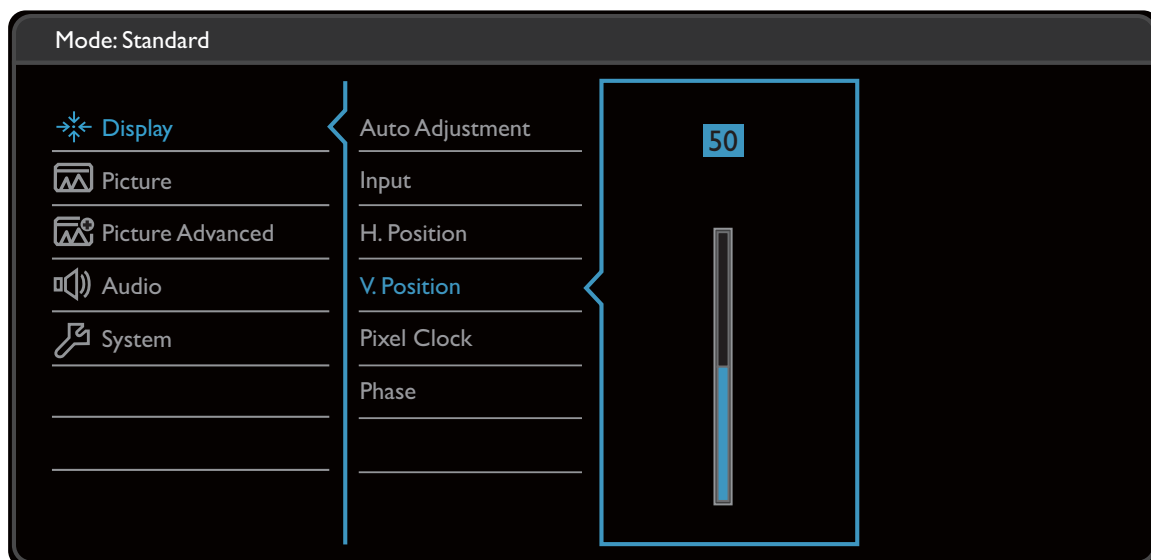 Mode: Standard
Display
Picture
Picture Advanced
Audio
System
Auto Adjustment
Input
H. Position
V. Position
Pixel Clock
Phase
50